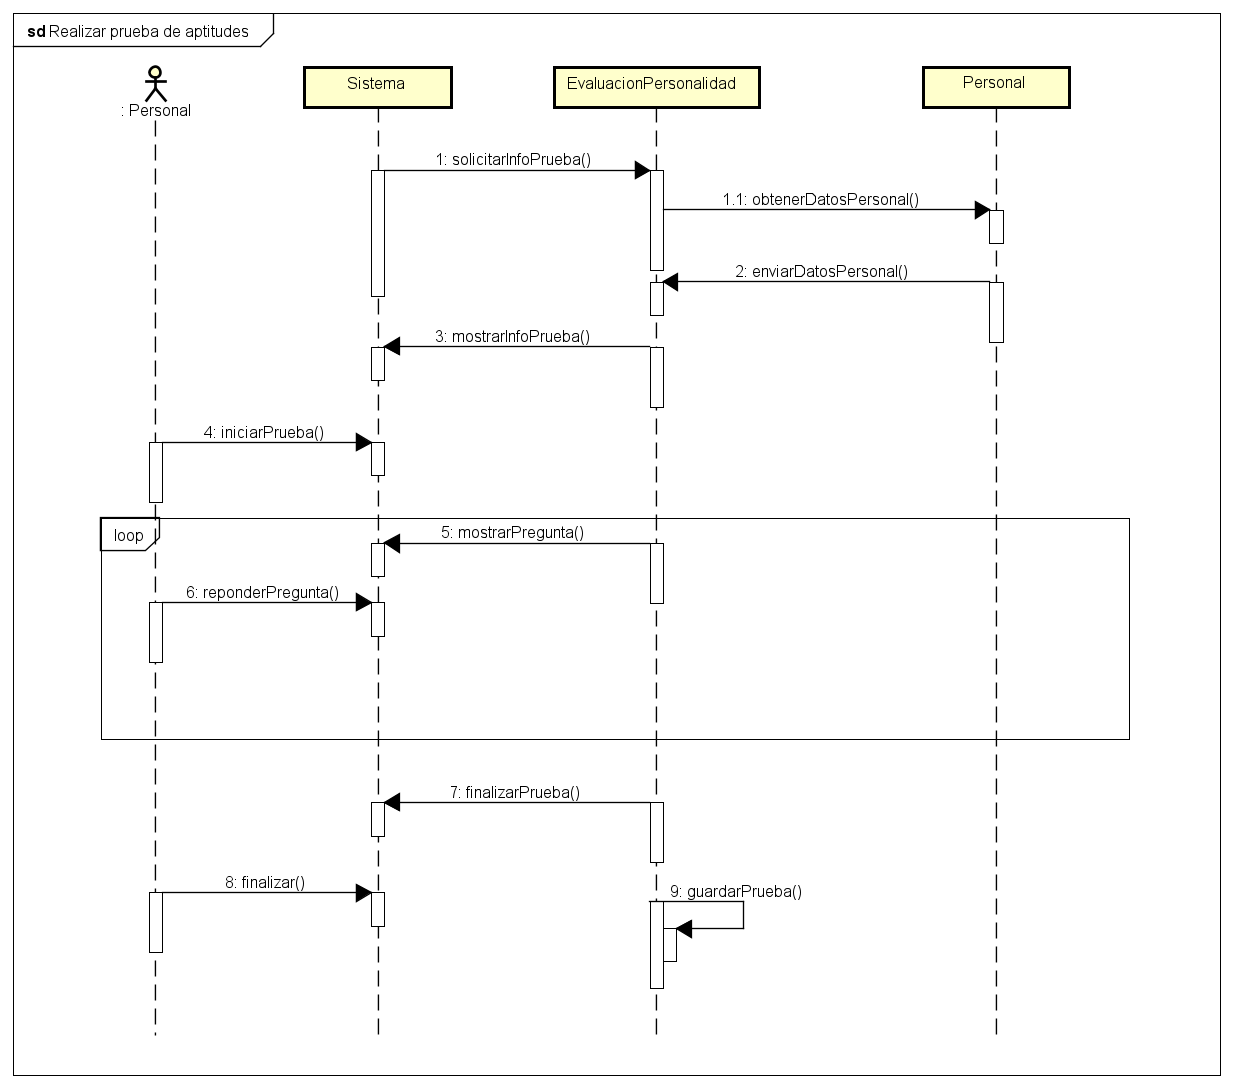 sd Realizar prueba de aptitudes
: Personal
Sistema
EvaluacionPersonalidad
Personal
1: solicitarInfoPrueba()
1.1: obtenerDatosPersonal()
2: enviarDatosPersonal()
3: mostrarInfoPrueba()
4: iniciarPrueba()
loop
5: mostrarPregunta()
6: reponderPregunta()
7: finalizarPrueba()
8: finalizar()
9: guardarPrueba()